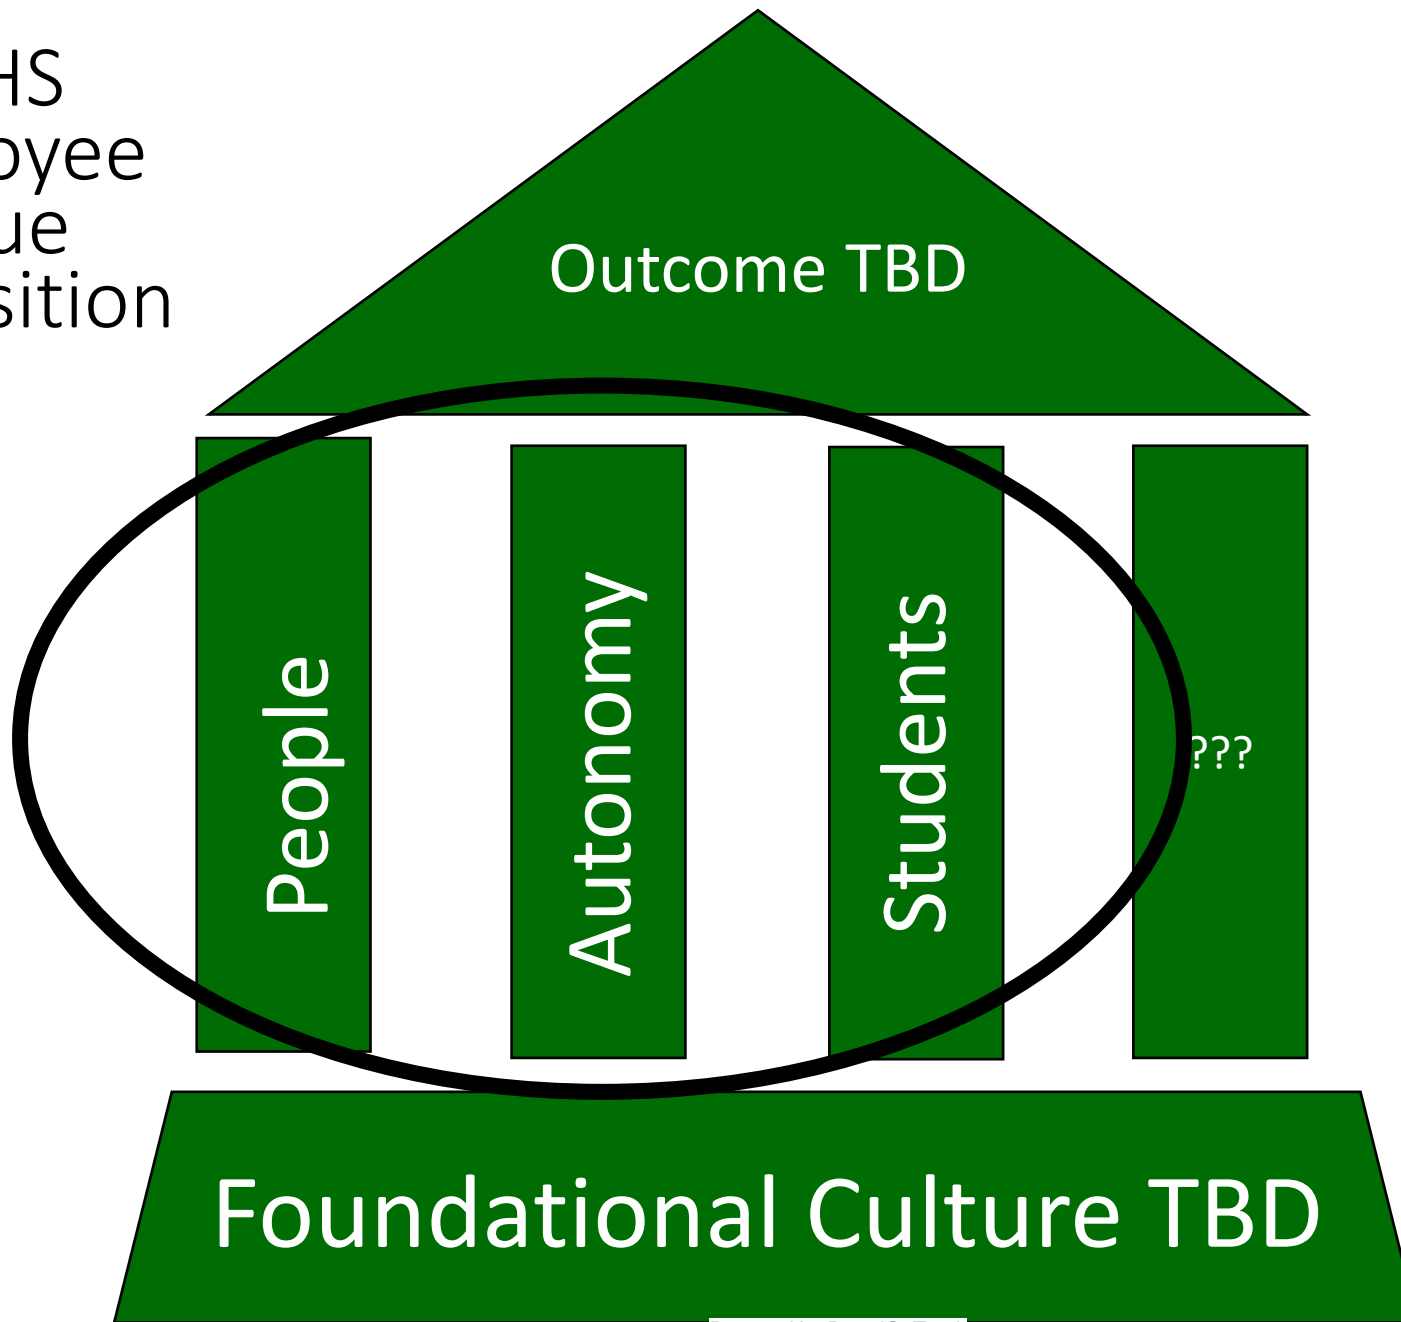 HS
oyee
ue
sition
Outcome TBD
People
Autonomy
Students
???
Foundational Culture TBD